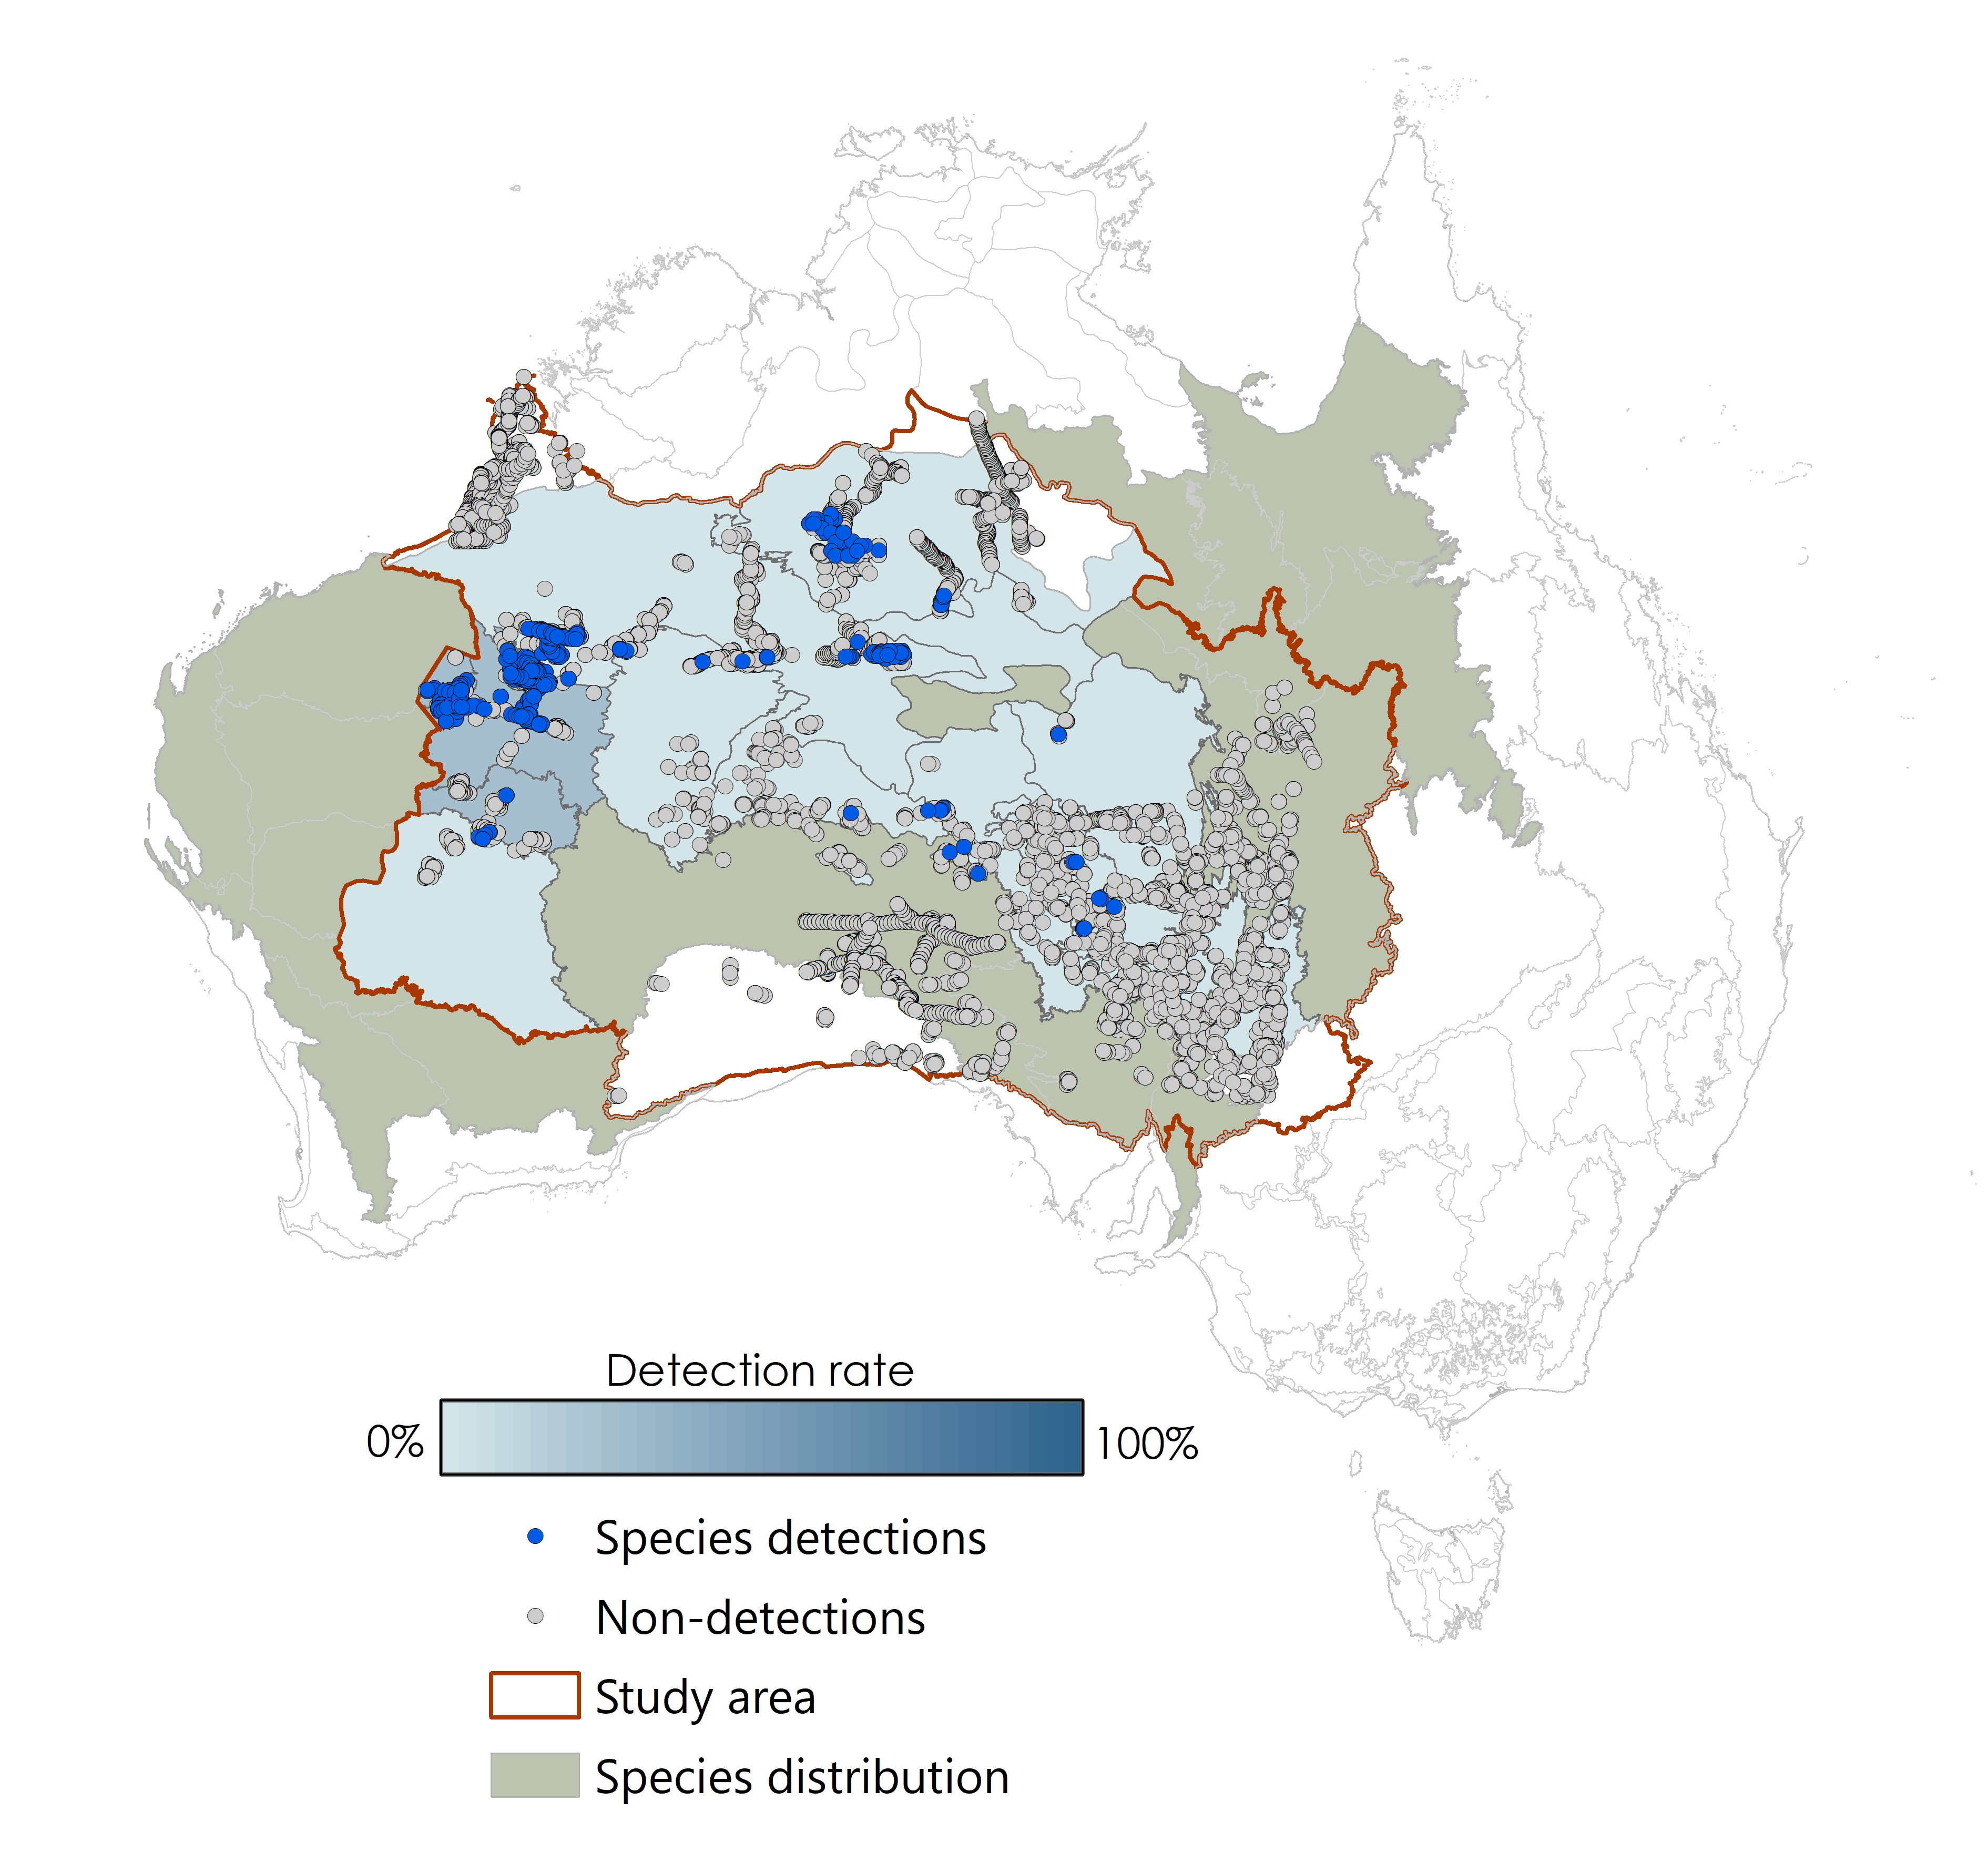 Detection rate
0% 100%
Species detections
Non-detections
Study area
Species distribution